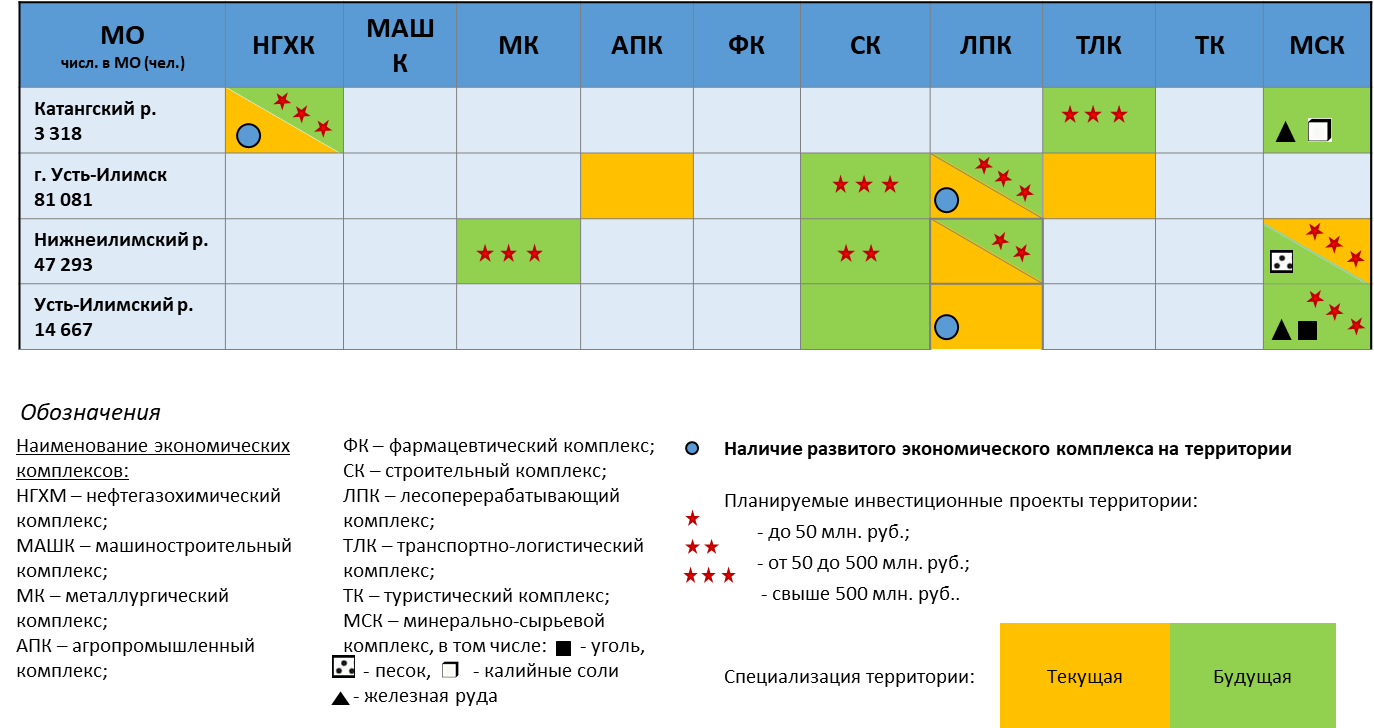 МО
числ. в МО (чел.)
НГХК
МАШ
К
МК
АПК
ФК
СК
ЛПК
ТЛК
ТК
МСК
Катангский р.
3 318
г. Усть-Илимск
81 081
Нижнеилимский р.
47 293
Усть-Илимский р.
14 667
Обозначения
Наименование экономических
комплексов:
НГХМ – нефтегазохимический
комплекс;
МАШК – машиностроительный
комплекс;
МК – металлургический
комплекс;
АПК – агропромышленный
комплекс;
ФК – фармацевтический комплекс;
СК – строительный комплекс;
ЛПК – лесоперерабатывающий
комплекс;
ТЛК – транспортно-логистический
комплекс;
ТК – туристический комплекс;
МСК – минерально-сырьевой
комплекс, в том числе: - уголь,
- песок, - калийные соли
- железная руда
Наличие развитого экономического комплекса на территории
Планируемые инвестиционные проекты территории:
- до 50 млн. руб.;
- от 50 до 500 млн. руб.;
- свыше 500 млн. руб..
Специализация территории:
Текущая
Будущая